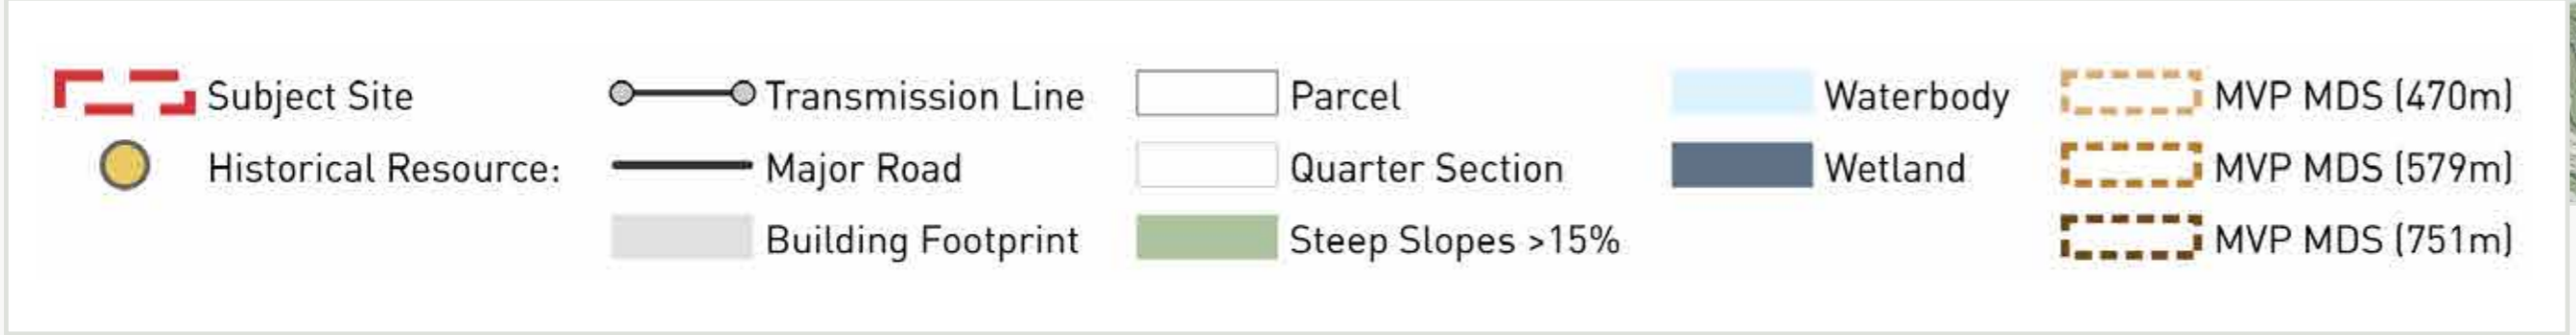 Subject Site
Historical Resource:
Transmission Line
Major Road
Building Footprint
Parcel
Quarter Section
Steep Slopes >15%
Waterbody
Wetland
MVP MDS (470m)
MVP MDS (579m)
MVP MDS (751m)